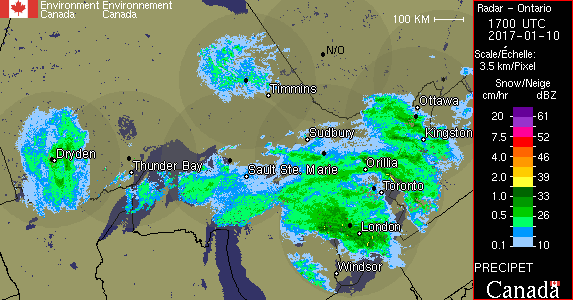 Environment Environnement
Canada Canada
100 KM
N/O
Timmins
Ottawa
Sudbury
Kingston
Dryden
Thunder Bay
Sault Ste. Marie
Orillia
Toronto
London
Windsor
Radar - Ontario
1700 UTC
2017-01-10
Scale/Échelle:
3.5 km/Pixel
Snow/Neige
cm/hr dBZ
20 61
7.5 52
4.0 46
2.0 39
1.0 33
0.5 26
0.1 10
PRECIPET
Canada